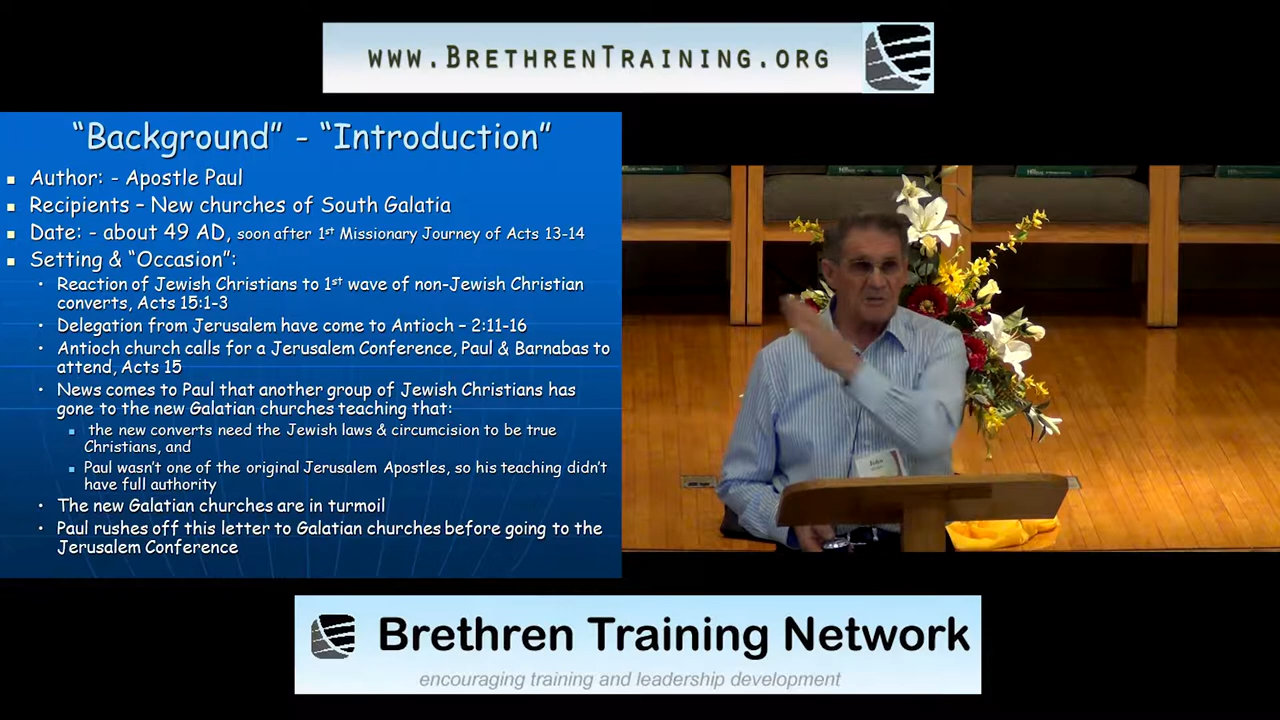 www.BrethrenTraining.org
“Background” - “Introduction”
Author: - Apostle Paul
Recipients – New churches of South Galatia
Date: - about 49 AD, soon after 1st Missionary Journey of Acts 13-14
Setting & “Occasion”:
Reaction of Jewish Christians to 1st wave of non-Jewish Christian
converts, Acts 15:1-3
Delegation from Jerusalem have come to Antioch – 2:11-16
Antioch church calls for a Jerusalem Conference, Paul & Barnabas to
attend, Acts 15
News comes to Paul that another group of Jewish Christians has
gone to the new Galatian churches teaching that:
the new converts need the Jewish laws & circumcision to be true
Christians, and
Paul wasn’t one of the original Jerusalem Apostles, so his teaching didn’t
have full authority
The new Galatian churches are in turmoil
Paul rushes off this letter to Galatian churches before going to the
Jerusalem Conference
John
Brethren Training Network
encouraging training and leadership development